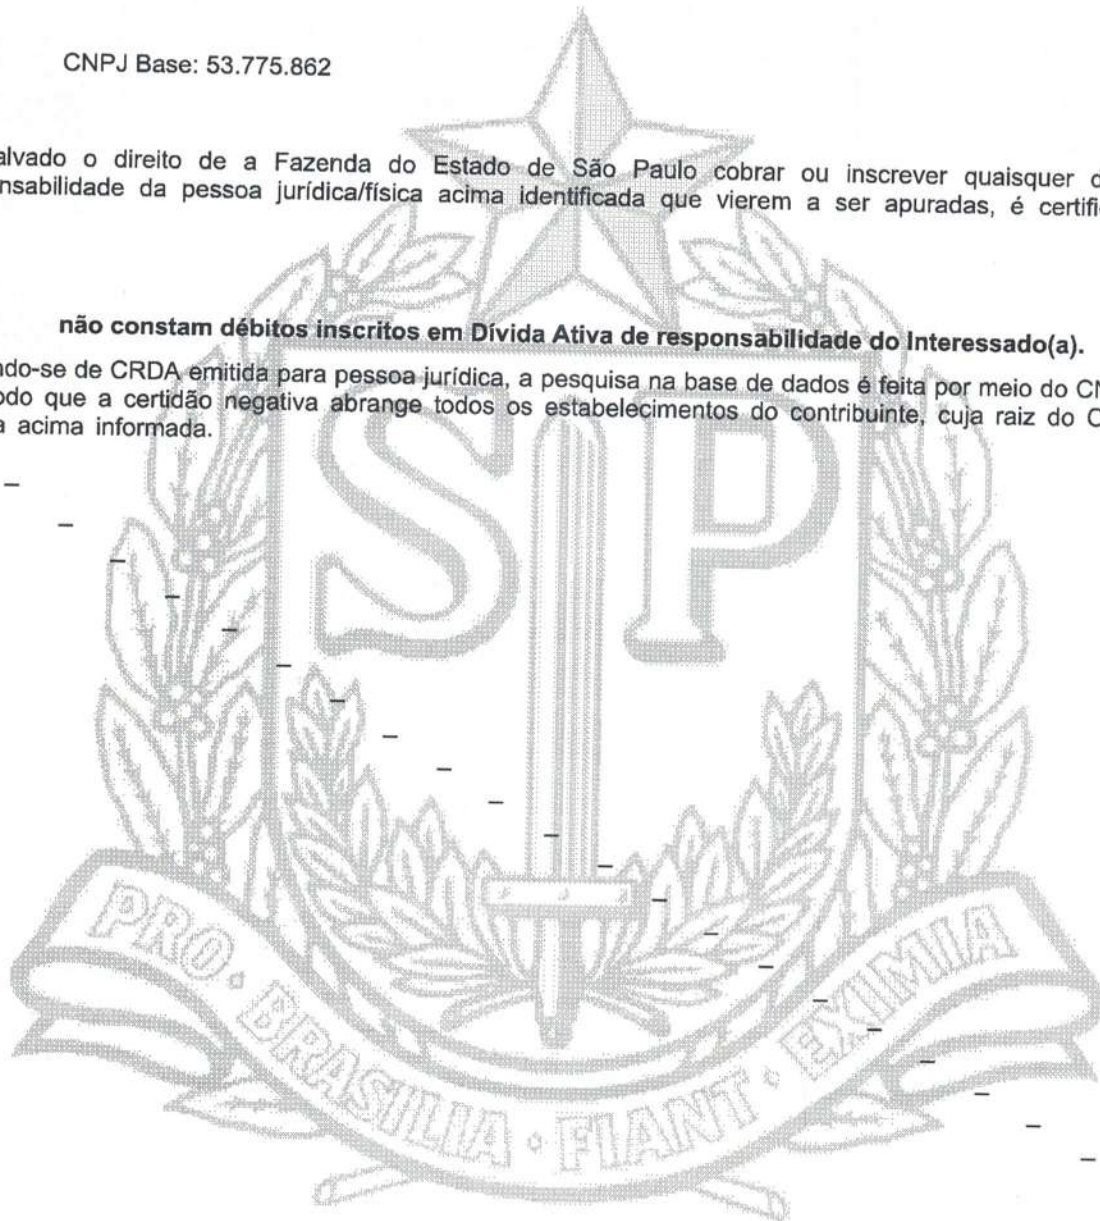 CNPJ Base: 53.775.862
alvado o direito de a Fazenda do Estado de São Paulo cobrar ou inscrever quaisquer d
nsabilidade da pessoa jurídica/física acima identificada que vierem a ser apuradas, é certifi
não constam débitos inscritos em Dívida Ativa de responsabilidade do Interessado(a).
ndo-se de CRDA emitida para pessoa jurídica, a pesquisa na base de dados é feita por meio do CN
odo que a certidão negativa abrange todos os estabelecimentos do contribuinte, cuja raiz do C
a acima informada.
SP
PRO · BRASILIA · FIANT · EXIMIA